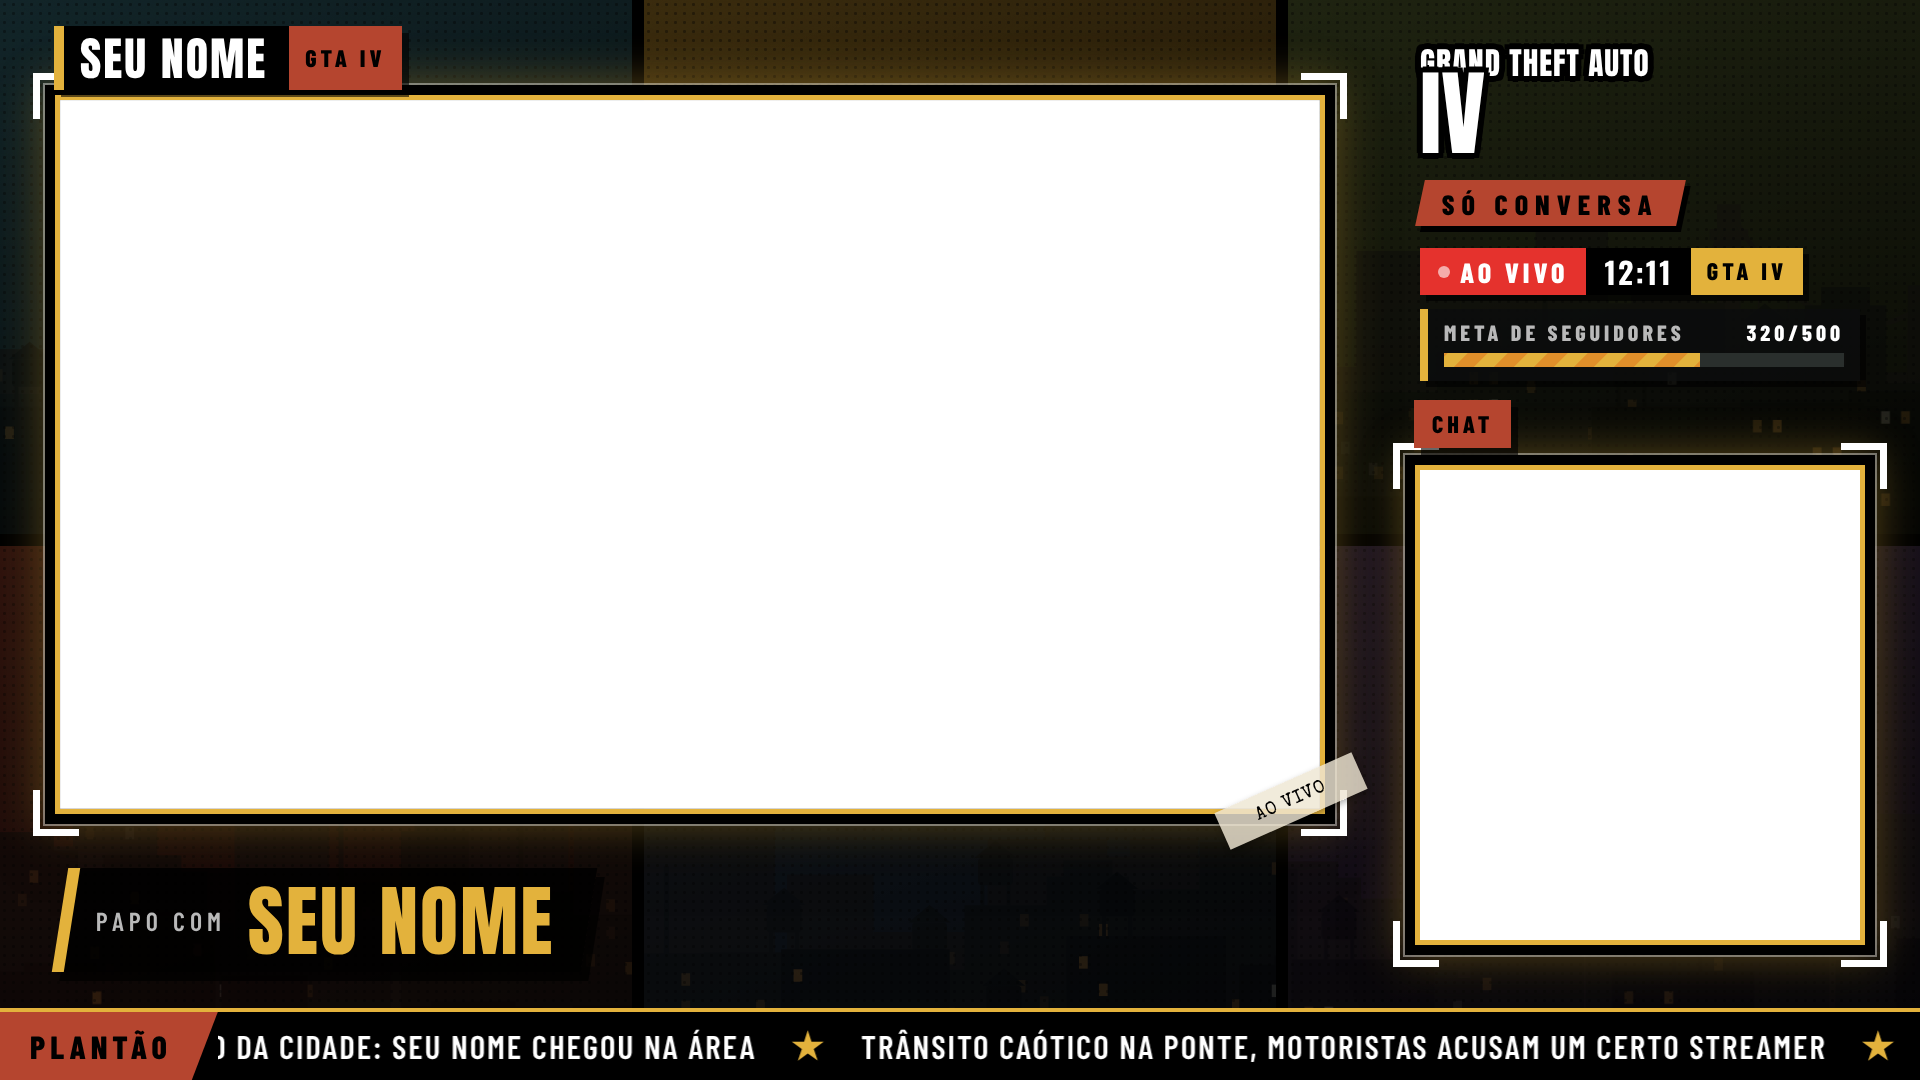 SEU NOME GTA IV
GRAND THEFT AUTO
IV
SÓ CONVERSA
AO VIVO 12:11 GTA IV
META DE SEGUIDORES 320/500
CHAT
AO VIVO
PAPO COM SEU NOME
PLANTÃO DA CIDADE: SEU NOME CHEGOU NA ÁREA ★ TRÂNSITO CAÓTICO NA PONTE, MOTORISTAS ACUSAM UM CERTO STREAMER ★